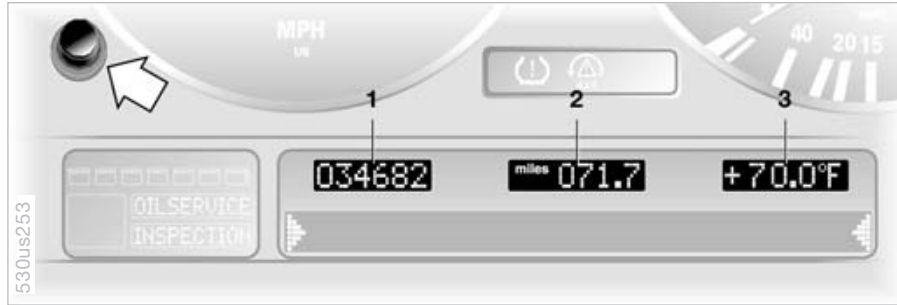 MPH
us
40 20 15
1
2
3
034682
miles 071.7
+70.0°F
OILSERVICE
INSPECTION
530us253